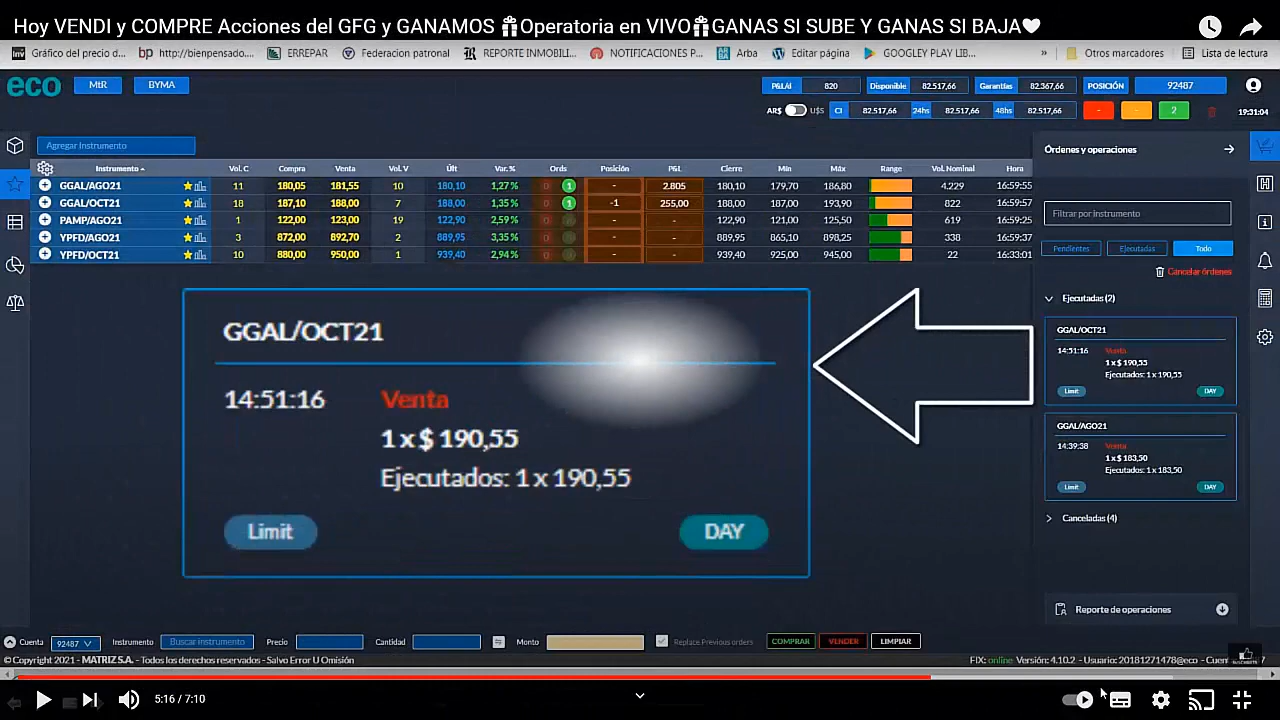 Hoy VENDI y COMPRE Acciones del GFG y GANAMOS 🎁Operatoria en VIVO🎁GANAS SI SUBE Y GANAS SI BAJA❤
Gráfico del precio d... http://bienpensado... ERREPAR Federacion patronal REPORTE INMOBILI... NOTIFICACIONES P... Arba Editar página GOOGLEY PLAY LIB... » Otros marcadores Lista de lectura
eco MtR BYMA P&LAl 820 Disponible 82.517,66 Garantías 82.367,66 POSICIÓN 92487
AR$ U$S CI 82.517,66 24hs 82.517,66 48hs 82.517,66 - - 2 19:31:04
Agregar Instrumento
Instrumento Vol. C Compra Venta Vol. V Últ Var. % Ords Posición P&L Cierre Mín Máx Range Vol. Nominal Hora
GGAL/AGO21 11 180,05 181,55 10 180,10 1,27 % 0 1 - 2.805 180,10 179,70 186,80 4.229 16:59:55
GGAL/OCT21 18 187,10 188,00 7 188,00 1,35 % 0 1 -1 255,00 188,00 187,00 193,90 822 16:59:57
PAMP/AGO21 1 122,00 123,00 19 122,90 2,59 % 0 0 - - 122,90 121,00 125,50 619 16:59:25
YPFD/AGO21 3 872,00 892,70 2 889,95 3,35 % 0 0 - - 889,95 865,10 898,25 338 16:59:37
YPFD/OCT21 10 880,00 950,00 1 939,40 2,94 % 0 0 - - 939,40 925,00 945,00 22 16:33:01
GGAL/OCT21
14:51:16 Venta
1 x $ 190,55
Ejecutados: 1 x 190,55
Limit DAY
Órdenes y operaciones
Filtrar por instrumento
Pendientes Ejecutadas Todo
Cancelar órdenes
Ejecutadas (2)
GGAL/OCT21
14:51:16 Venta
1 x $ 190,55
Ejecutados: 1 x 190,55
Limit DAY
GGAL/AGO21
14:39:38 Venta
1 x $ 183,50
Ejecutados: 1 x 183,50
Limit DAY
Canceladas (4)
Reporte de operaciones
Cuenta 92487 Instrumento Buscar instrumento Precio Cantidad Monto Replace Previous orders COMPRAR VENDER LIMPIAR
© Copyright 2021 - MATRIZ S.A. - Todos los derechos reservados - Salvo Error U Omisión FIX: online Versión: 4.10.2 - Usuario: 20181271478@eco - Cuen
5:16 / 7:10